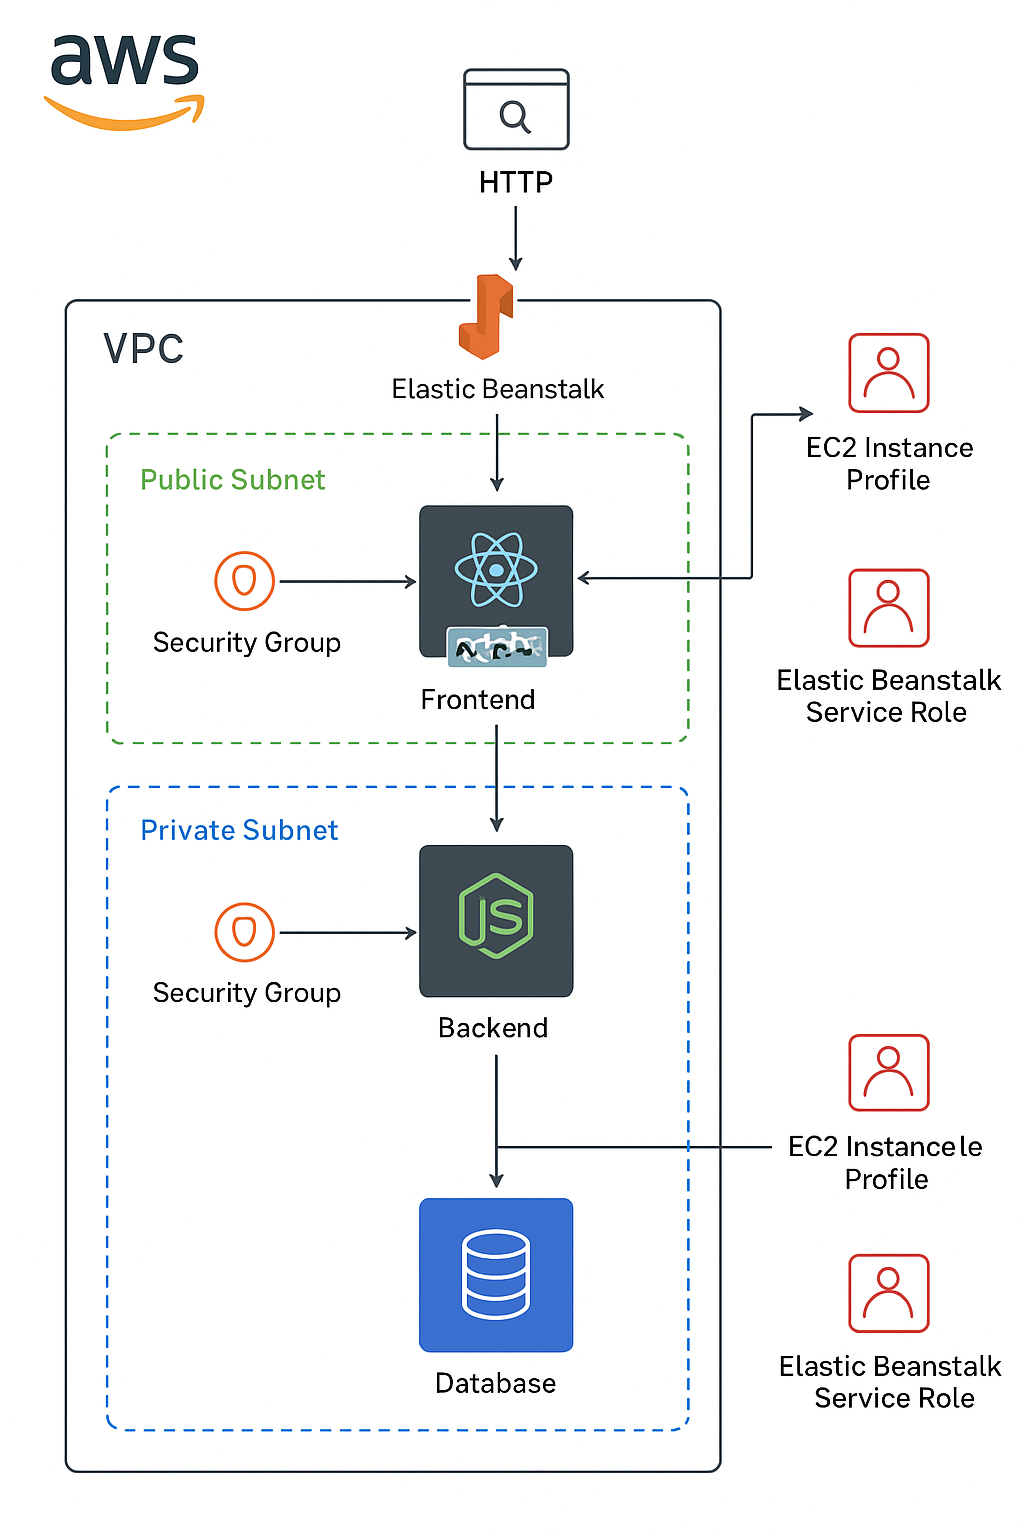 aws
HTTP
VPC
Elastic Beanstalk
Public Subnet
Security Group
Frontend
EC2 Instance
Profile
Elastic Beanstalk
Service Role
Private Subnet
JS
Security Group
Backend
EC2 Instancele
Profile
Database
Elastic Beanstalk
Service Role